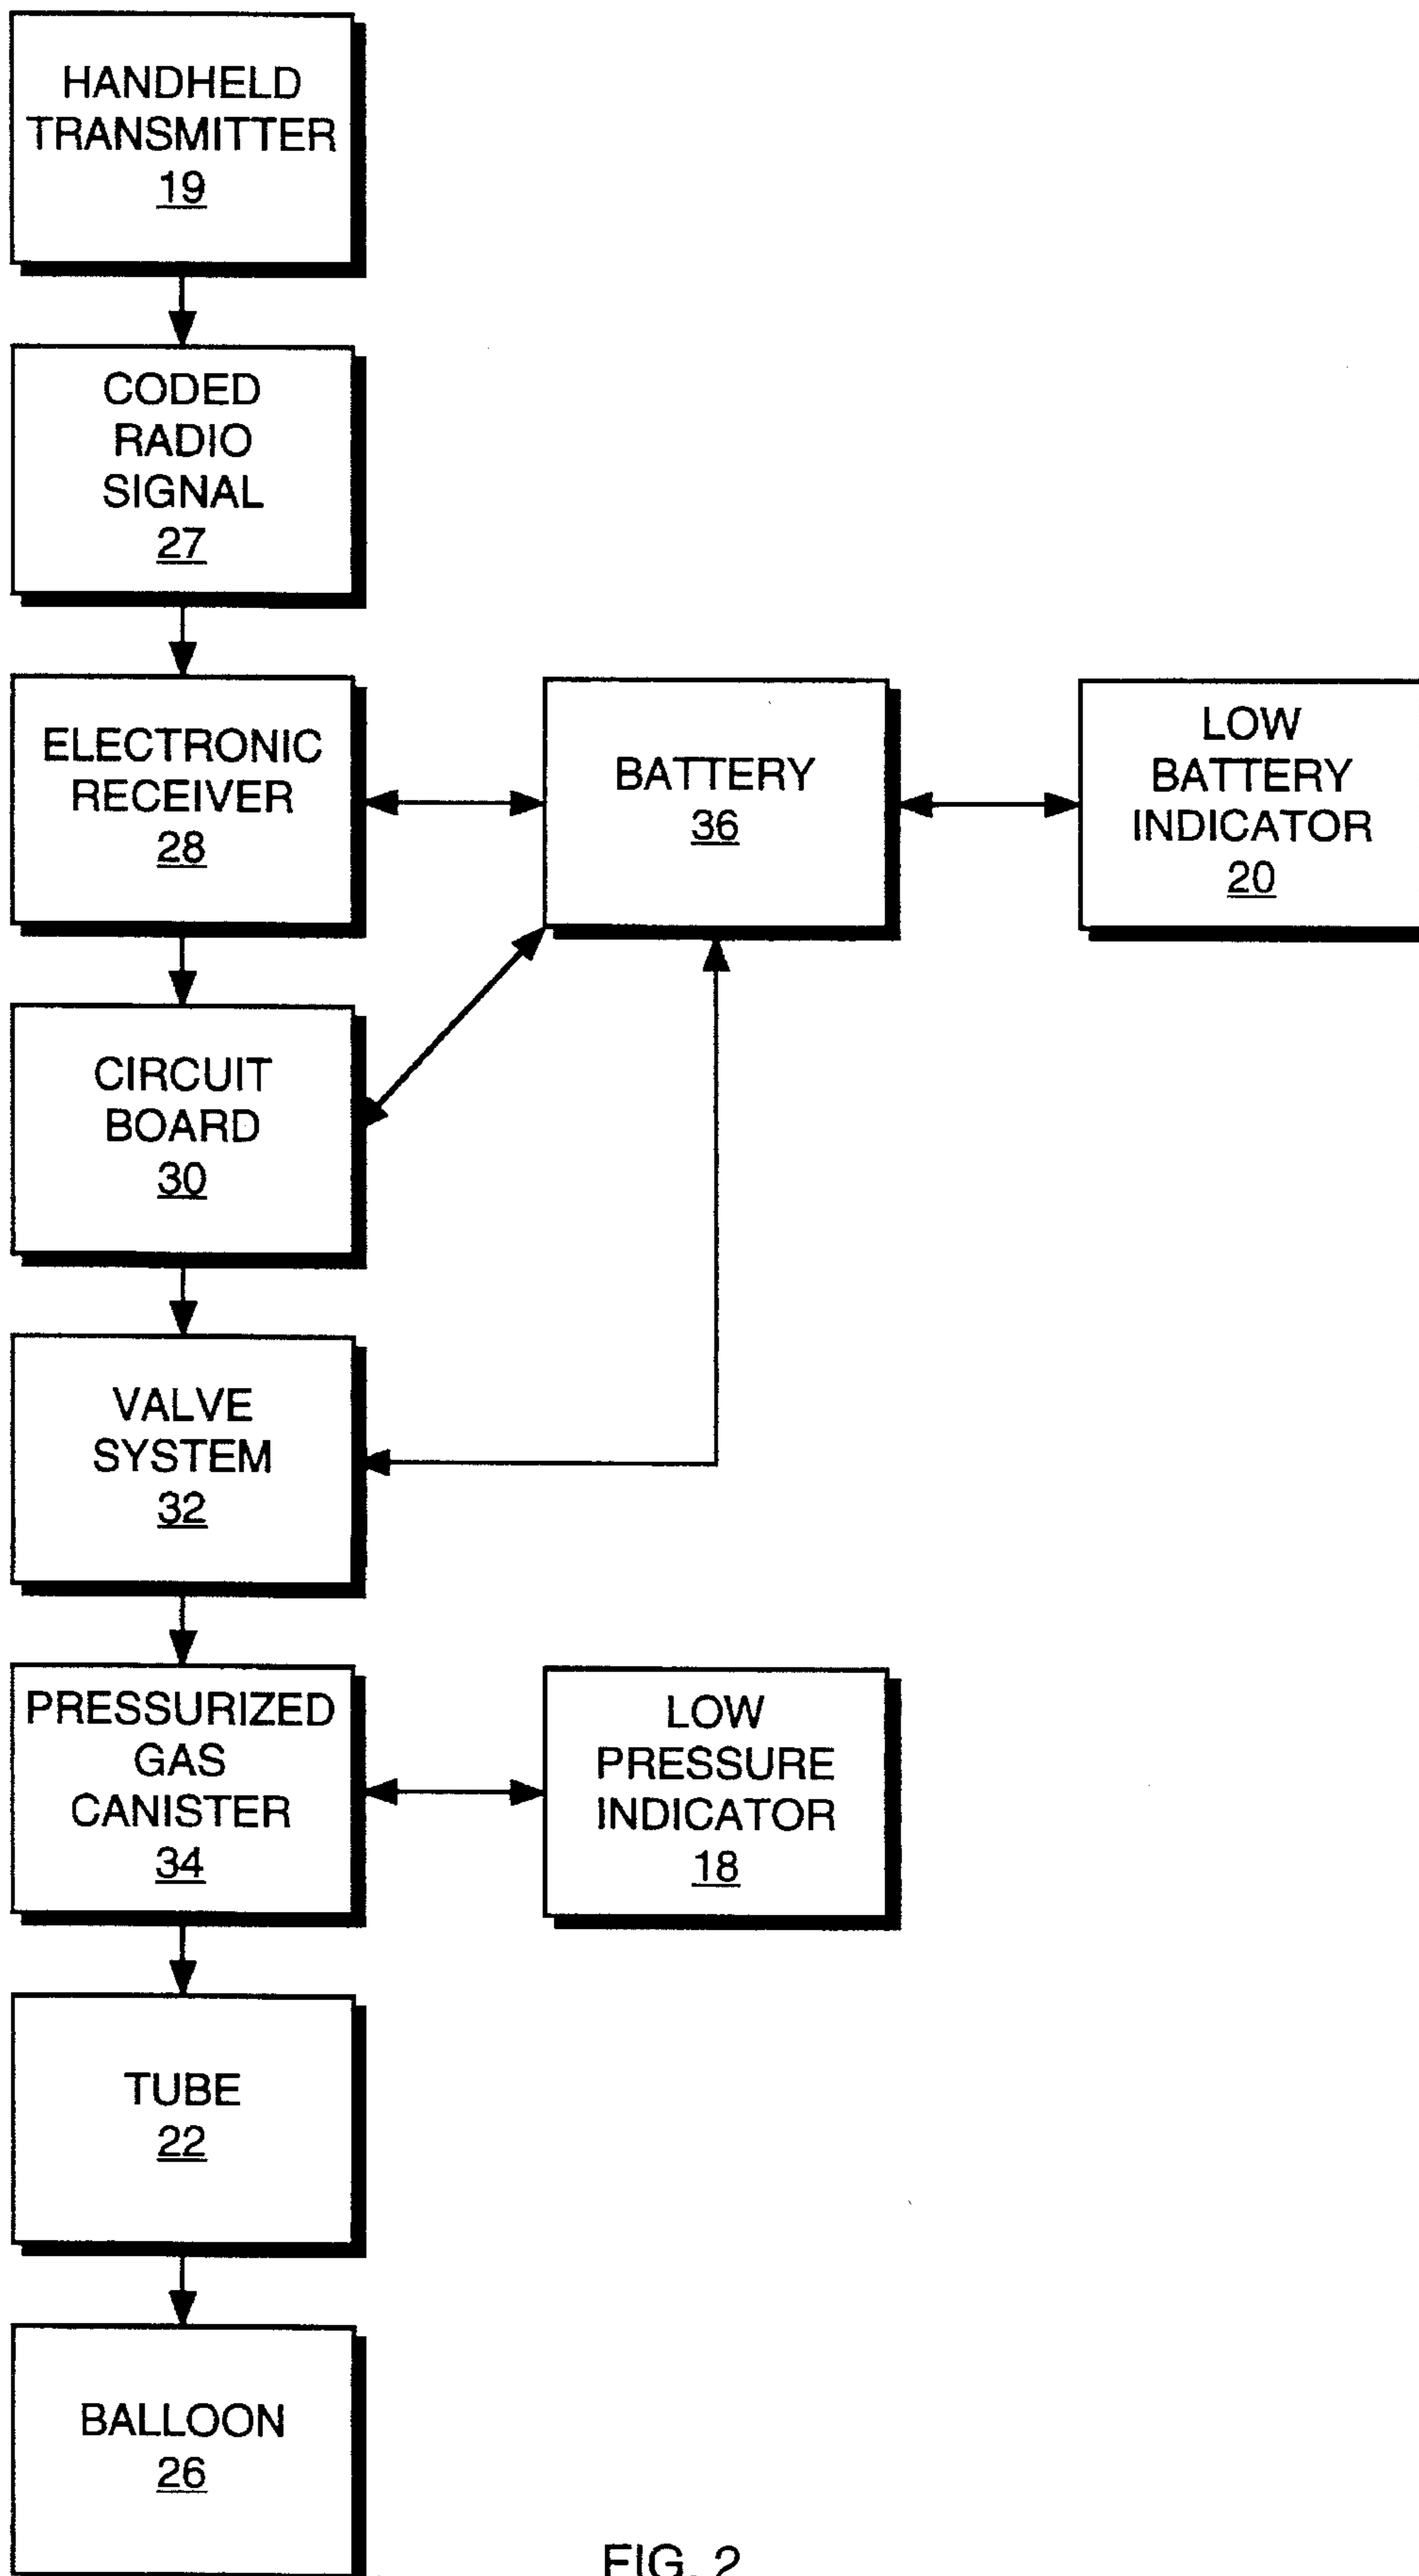 HANDHELD
TRANSMITTER
19
CODED
RADIO
SIGNAL
27
ELECTRONIC
RECEIVER
28
BATTERY
36
LOW
BATTERY
INDICATOR
20
CIRCUIT
BOARD
30
VALVE
SYSTEM
32
PRESSURIZED
GAS
CANISTER
34
LOW
PRESSURE
INDICATOR
18
TUBE
22
BALLOON
26
FIG. 2